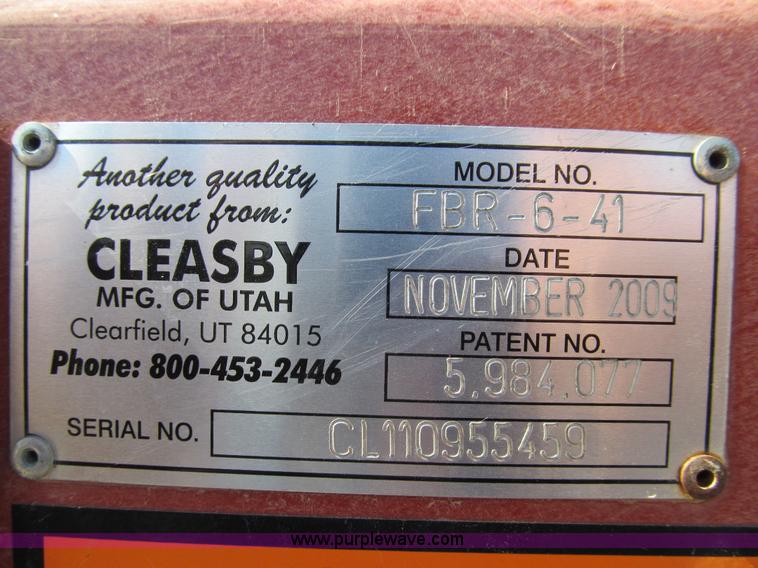 Another quality
product from:
CLEASBY
MFG. OF UTAH
Clearfield, UT 84015
Phone: 800-453-2446
MODEL NO.
FBR-6-41
DATE
NOVEMBER 2009
PATENT NO.
5,984,077
SERIAL NO. CL110955459
www.purplewave.com